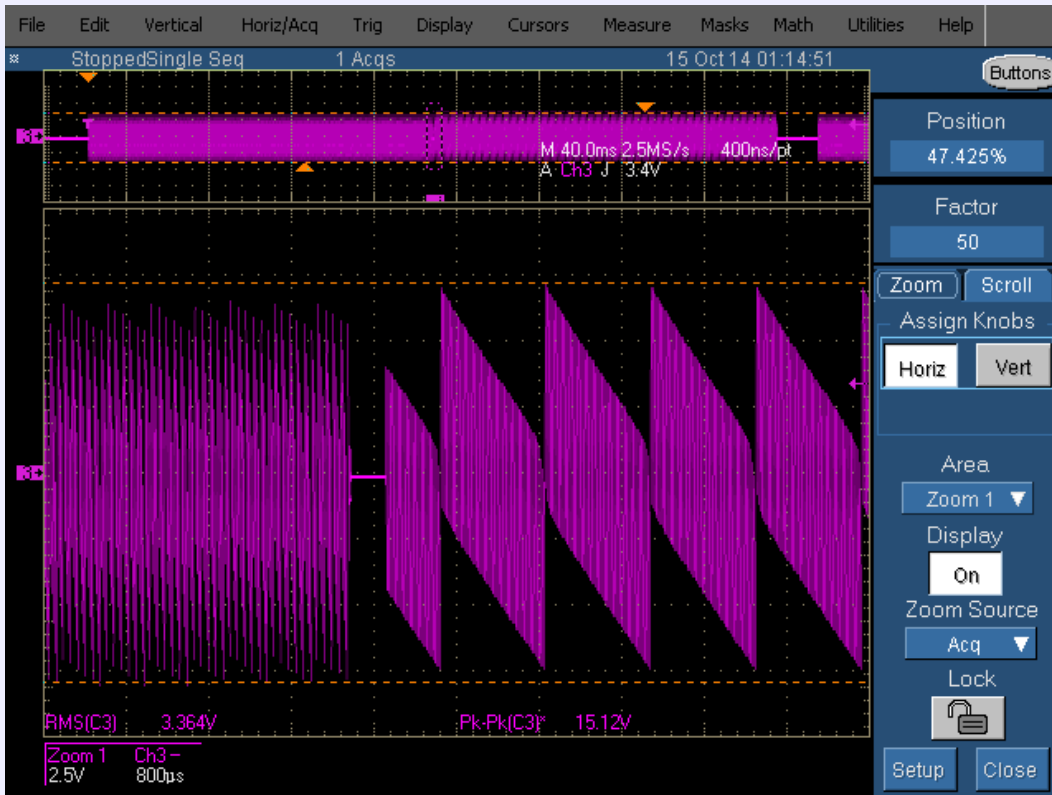 File Edit Vertical Horiz/Acq Trig Display Cursors Measure Masks Math Utilities Help
StoppedSingle Seq 1 Acqs 15 Oct 14 01:14:51
Buttons
3
M 40.0ms 2.5MS/s 400ns/pt
A Ch3 3.4V
Position
47.425%
Factor
50
Zoom Scroll
Assign Knobs
Horiz Vert
3
Area
Zoom 1
Display
On
Zoom Source
Acq
Lock
RMS(C3) 3.364V Pk-Pk(C3)* 15.12V
Zoom 1 Ch3
2.5V 800µs
Setup Close